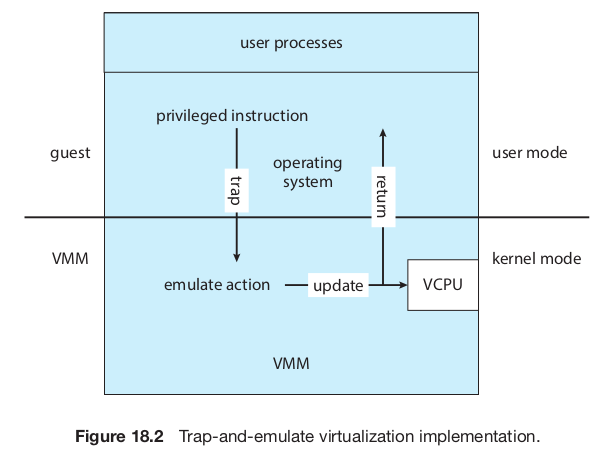 user processes
privileged instruction
guest
operating
system
user mode
trap
return
VMM
kernel mode
emulate action
update
VCPU
VMM
Figure 18.2 Trap-and-emulate virtualization implementation.